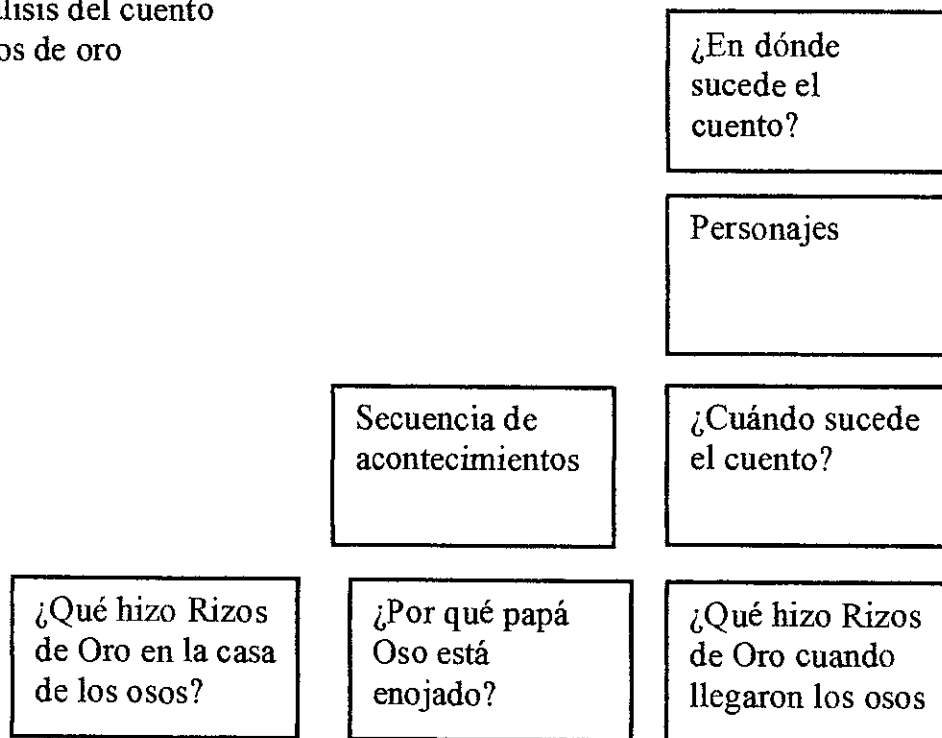 del cuento
de oro
¿En dónde
sucede el
cuento?
Personajes
Secuencia de
acontecimientos
¿Cuándo sucede
el cuento?
¿Qué hizo Rizos
de Oro en la casa
de los osos?
¿Por qué papá
Oso está
enojado?
¿Qué hizo Rizos
de Oro cuando
llegaron los osos